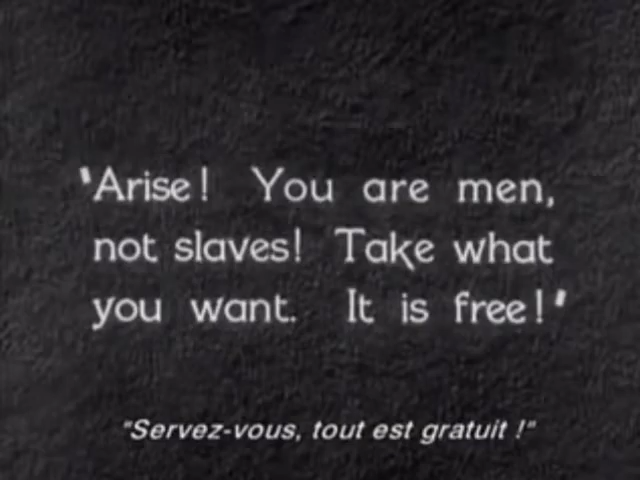 'Arise! You are men,
not slaves! Take what
you want. It is free!'
"Servez-vous, tout est gratuit !"